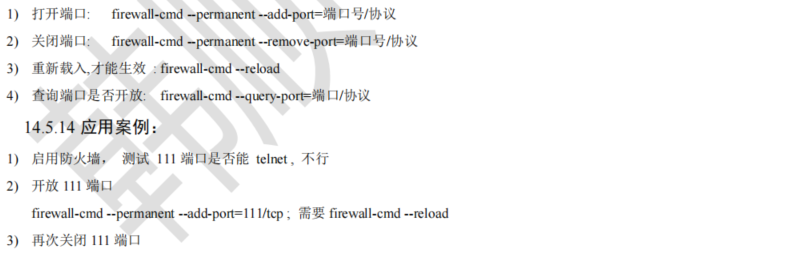 1) 打开端口: firewall-cmd --permanent --add-port=端口号/协议
2) 关闭端口: firewall-cmd --permanent --remove-port=端口号/协议
3) 重新载入,才能生效 : firewall-cmd --reload
4) 查询端口是否开放: firewall-cmd --query-port=端口/协议
14.5.14 应用案例：
1) 启用防火墙， 测试 111 端口是否能 telnet , 不行
2) 开放 111 端口
firewall-cmd --permanent --add-port=111/tcp ; 需要 firewall-cmd --reload
3) 再次关闭 111 端口
韩顺